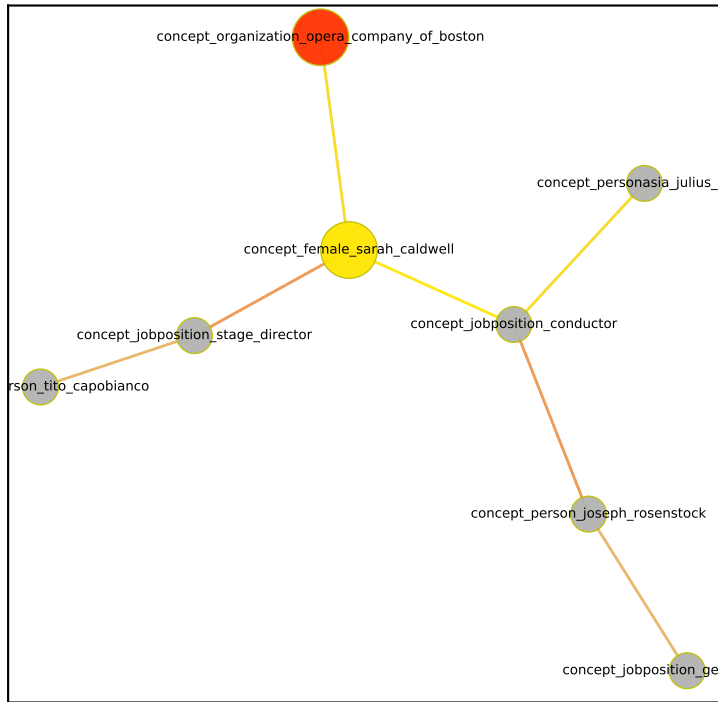 concept_organization_opera_company_of_boston
concept_personasia_julius_
concept_female_sarah_caldwell
concept_jobposition_conductor
concept_jobposition_stage_director
rson_tito_capobianco
concept_person_joseph_rosenstock
concept_jobposition_ge